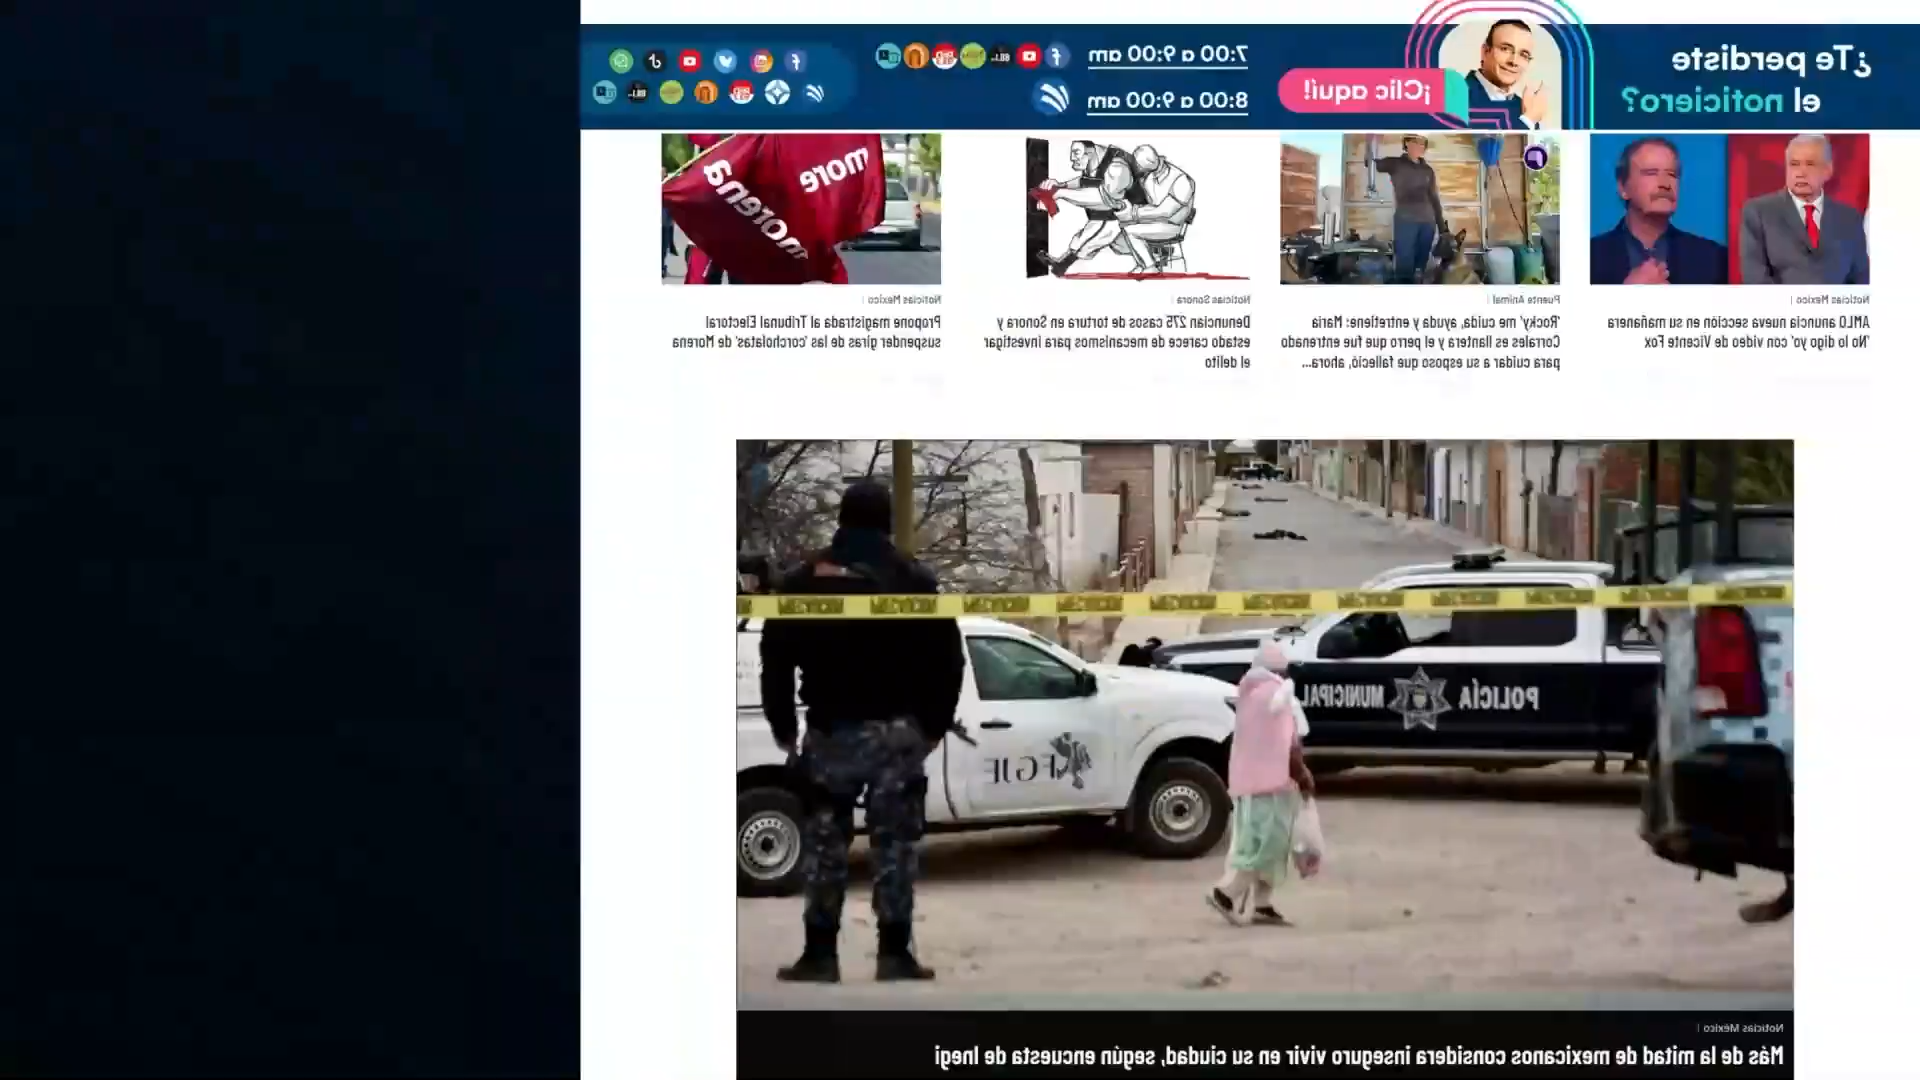 ¿Te perdiste
el noticiero?
¡Clic aquí!
7:00 a 9:00 am
8:00 a 9:00 am
more
morena
morena
Noticias México |
AMLO anuncia nueva sección en su mañanera
'No lo digo yo' con video de Vicente Fox
Puente Animal |
'Rocky' me cuida, ayuda y entretiene: María
Corrales es llantera y el perro que fue entrenado
para cuidar a su esposo que falleció, ahora...
Noticias Sonora |
Denuncian 275 casos de tortura en Sonora y
estado carece de mecanismos para investigar
el delito
Noticias México |
Propone magistrada al Tribunal Electoral
suspender giras de las 'corcholatas' de Morena
POLICÍA MUNICIPAL
FGJE
Noticias México |
Más de la mitad de mexicanos considera inseguro vivir en su ciudad, según encuesta de Inegi